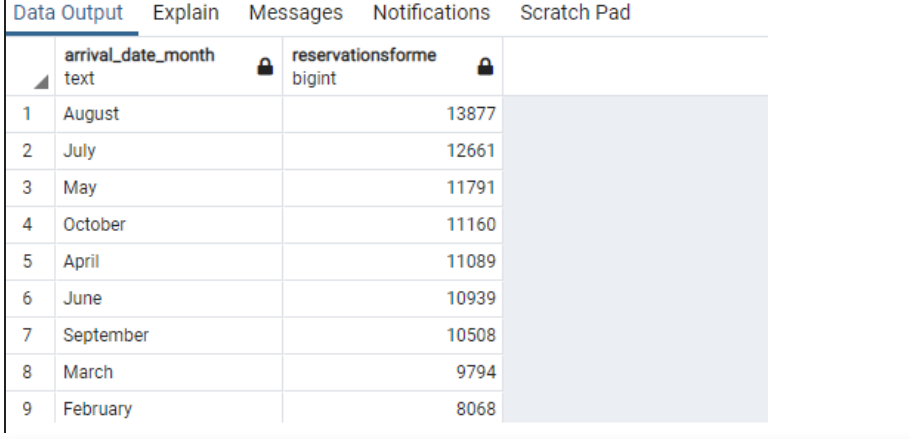 Data Output Explain Messages Notifications Scratch Pad
arrival_date_month reservationsforme
text bigint
1 August 13877
2 July 12661
3 May 11791
4 October 11160
5 April 11089
6 June 10939
7 September 10508
8 March 9794
9 February 8068